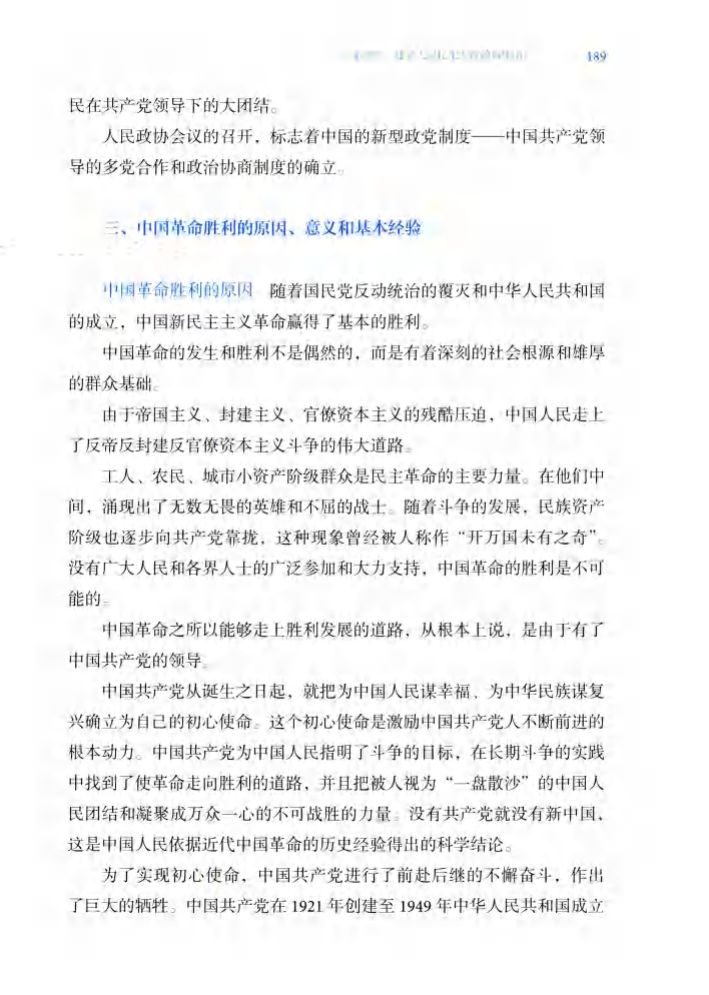 189
民在共产党领导下的大团结。
人民政协会议的召开，标志着中国的新型政党制度——中国共产党领
导的多党合作和政治协商制度的确立。
三、中国革命胜利的原因、意义和基本经验
中国革命胜利的原因 随着国民党反动统治的覆灭和中华人民共和国
的成立，中国新民主主义革命赢得了基本的胜利。
中国革命的发生和胜利不是偶然的，而是有着深刻的社会根源和雄厚
的群众基础。
由于帝国主义、封建主义、官僚资本主义的残酷压迫，中国人民走上
了反帝反封建反官僚资本主义斗争的伟大道路。
工人、农民、城市小资产阶级群众是民主革命的主要力量。在他们中
间，涌现出了无数无畏的英雄和不屈的战士。随着斗争的发展，民族资产
阶级也逐步向共产党靠拢，这种现象曾经被人称作“开万国未有之奇”。
没有广大人民和各界人士的广泛参加和大力支持，中国革命的胜利是不可
能的。
中国革命之所以能够走上胜利发展的道路，从根本上说，是由于有了
中国共产党的领导。
中国共产党从诞生之日起，就把为中国人民谋幸福、为中华民族谋复
兴确立为自己的初心使命。这个初心使命是激励中国共产党人不断前进的
根本动力。中国共产党为中国人民指明了斗争的目标，在长期斗争的实践
中找到了使革命走向胜利的道路，并且把被人视为“一盘散沙”的中国人
民团结和凝聚成万众一心的不可战胜的力量。没有共产党就没有新中国，
这是中国人民依据近代中国革命的历史经验得出的科学结论。
为了实现初心使命，中国共产党进行了前赴后继的不懈奋斗，作出
了巨大的牺牲。中国共产党在 1921 年创建至 1949 年中华人民共和国成立